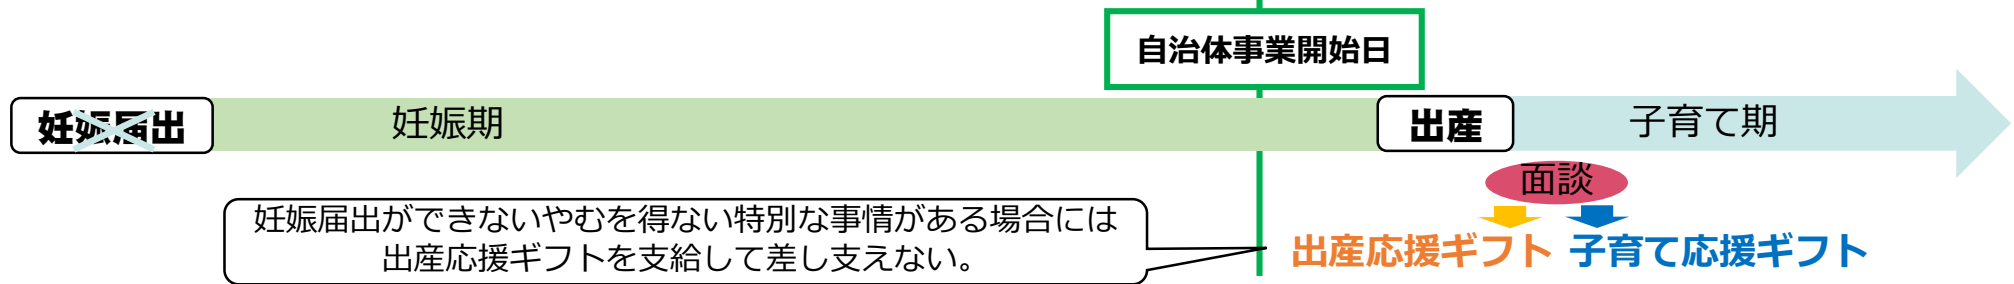 自治体事業開始日
妊娠届出
妊娠期
出産
子育て期
面談
妊娠届出ができないやむを得ない特別な事情がある場合には
出産応援ギフトを支給して差し支えない。
出産応援ギフト 子育て応援ギフト